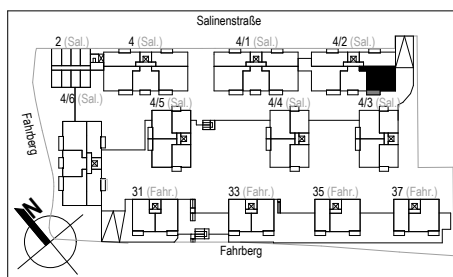 Salinenstraße
2 (Sal.) 4 (Sal.) 4/1 (Sal.) 4/2 (Sal.)
4/6 (Sal.) 4/5 (Sal.) 4/4 (Sal.) 4/3 (Sal.)
Fahrberg
31 (Fahr.) 33 (Fahr.) 35 (Fahr.) 37 (Fahr.)
N
Fahrberg